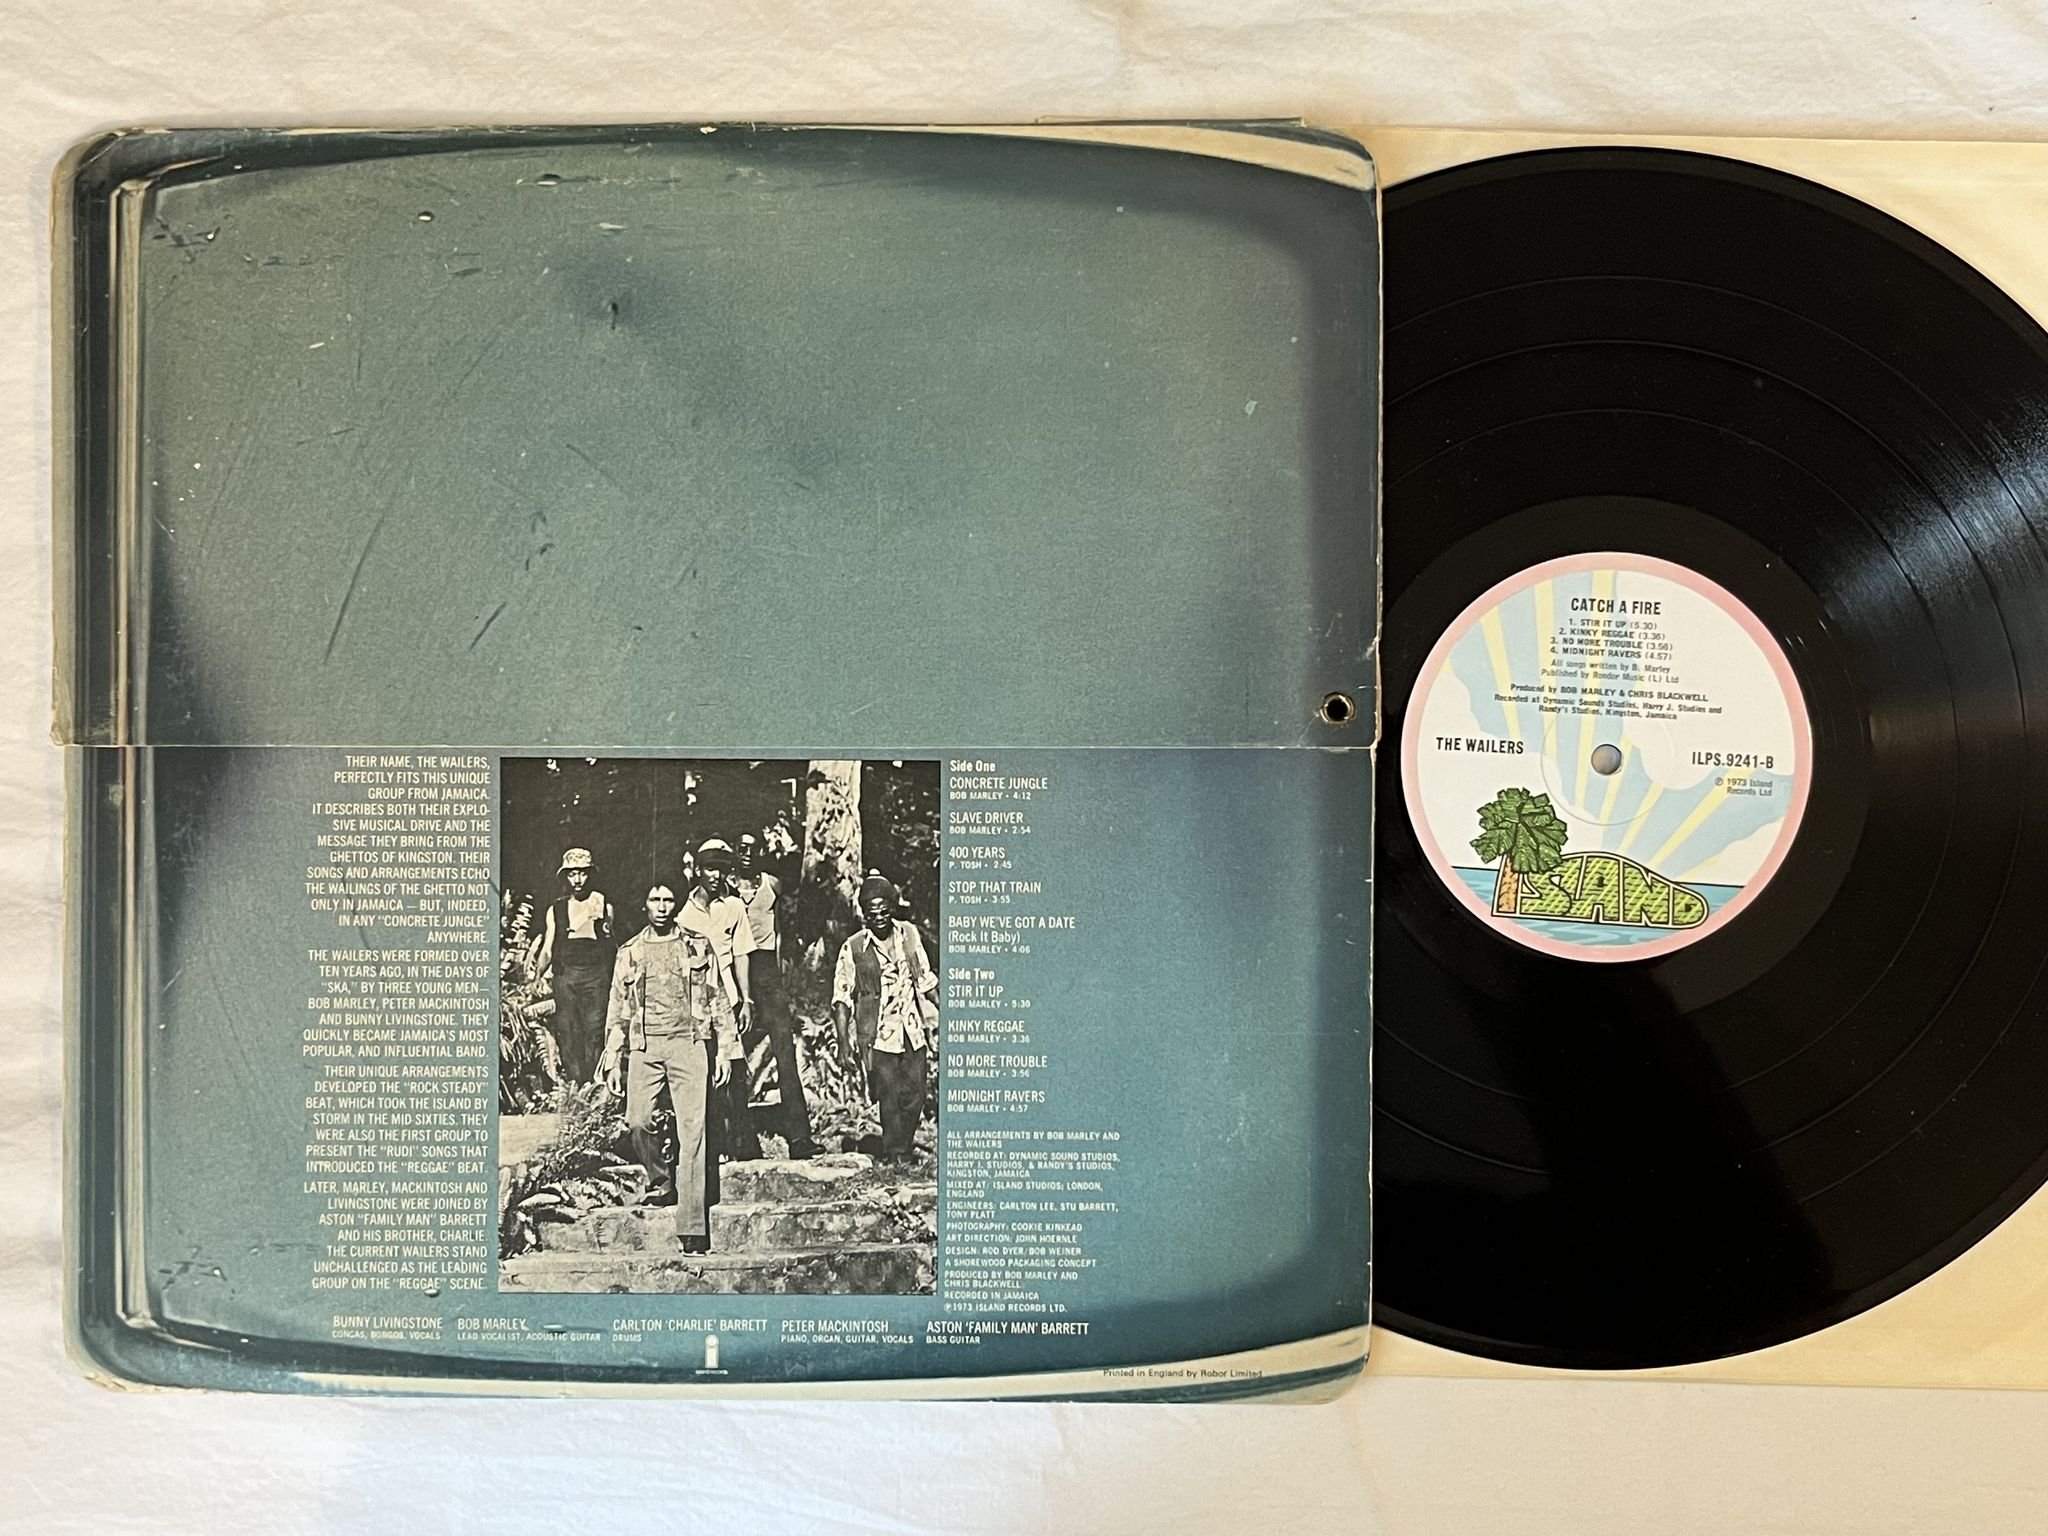 THEIR NAME, THE WAILERS,
PERFECTLY FITS THIS UNIQUE
GROUP FROM JAMAICA.
IT DESCRIBES BOTH THEIR EXPLO-
SIVE MUSICAL DRIVE AND THE
MESSAGE THEY BRING FROM THE
GHETTOS OF KINGSTON. THEIR
SONGS AND ARRANGEMENTS ECHO
THE WAILINGS OF THE GHETTO NOT
ONLY IN JAMAICA — BUT, INDEED,
IN ANY "CONCRETE JUNGLE"
ANYWHERE.
THE WAILERS WERE FORMED OVER
TEN YEARS AGO, IN THE DAYS OF
"SKA," BY THREE YOUNG MEN—
BOB MARLEY, PETER MACKINTOSH
AND BUNNY LIVINGSTONE. THEY
QUICKLY BECAME JAMAICA'S MOST
POPULAR, AND INFLUENTIAL BAND.
THEIR UNIQUE ARRANGEMENTS
DEVELOPED THE "ROCK STEADY"
BEAT, WHICH TOOK THE ISLAND BY
STORM IN THE MID-SIXTIES. THEY
WERE ALSO THE FIRST GROUP TO
PRESENT THE "RUDI" SONGS THAT
INTRODUCED THE "REGGAE" BEAT.
LATER, MARLEY, MACKINTOSH AND
LIVINGSTONE WERE JOINED BY
ASTON "FAMILY MAN" BARRETT
AND HIS BROTHER, CHARLIE.
THE CURRENT WAILERS STAND
UNCHALLENGED AS THE LEADING
GROUP ON THE "REGGAE" SCENE.
Side One
CONCRETE JUNGLE
BOB MARLEY • 4:12
SLAVE DRIVER
BOB MARLEY • 2:54
400 YEARS
P. TOSH • 2:45
STOP THAT TRAIN
P. TOSH • 3:55
BABY WE'VE GOT A DATE
(Rock It Baby)
BOB MARLEY • 4:06
Side Two
STIR IT UP
BOB MARLEY • 5:30
KINKY REGGAE
BOB MARLEY • 3:36
NO MORE TROUBLE
BOB MARLEY • 3:56
MIDNIGHT RAVERS
BOB MARLEY • 4:57
ALL ARRANGEMENTS BY BOB MARLEY AND
THE WAILERS
RECORDED AT: DYNAMIC SOUND STUDIOS,
HARRY J. STUDIOS, & RANDY'S STUDIOS,
KINGSTON, JAMAICA
MIXED AT: ISLAND STUDIOS; LONDON,
ENGLAND
ENGINEERS: CARLTON LEE, STU BARRETT,
TONY PLATT
PHOTOGRAPHY: COOKIE KINKEAD
ART DIRECTION: JOHN HOERNLE
DESIGN: ROD DYER/BOB WEINER
A SHOREWOOD PACKAGING CONCEPT
PRODUCED BY BOB MARLEY AND
CHRIS BLACKWELL
RECORDED IN JAMAICA
℗1973 ISLAND RECORDS LTD.
BUNNY LIVINGSTONE
CONGAS, BONGOS, VOCALS
BOB MARLEY
LEAD VOCALIST, ACOUSTIC GUITAR
CARLTON 'CHARLIE' BARRETT
DRUMS
PETER MACKINTOSH
PIANO, ORGAN, GUITAR, VOCALS
ASTON 'FAMILY MAN' BARRETT
BASS GUITAR
Printed in England by Robor Limited
CATCH A FIRE
1. STIR IT UP (5.30)
2. KINKY REGGAE (3.36)
3. NO MORE TROUBLE (3.56)
4. MIDNIGHT RAVERS (4.57)
All songs written by B. Marley
Published by Rondor Music (L) Ltd
Produced by BOB MARLEY & CHRIS BLACKWELL
Recorded at Dynamic Sounds Studios, Harry J. Studios and
Randy's Studios, Kingston, Jamaica
THE WAILERS
ILPS.9241-B
℗ 1973 Island
Records Ltd
ISLAND